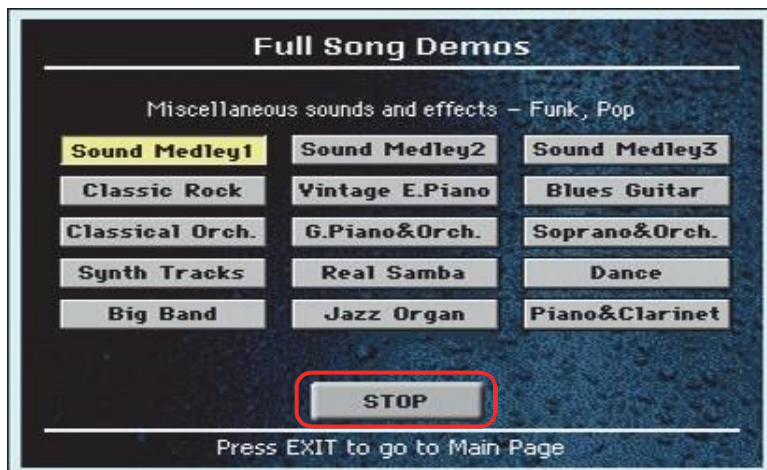 Full Song Demos
Miscellaneous sounds and effects – Funk, Pop
Sound Medley1 Sound Medley2 Sound Medley3
Classic Rock Vintage E.Piano Blues Guitar
Classical Orch. G.Piano&Orch. Soprano&Orch.
Synth Tracks Real Samba Dance
Big Band Jazz Organ Piano&Clarinet
STOP
Press EXIT to go to Main Page